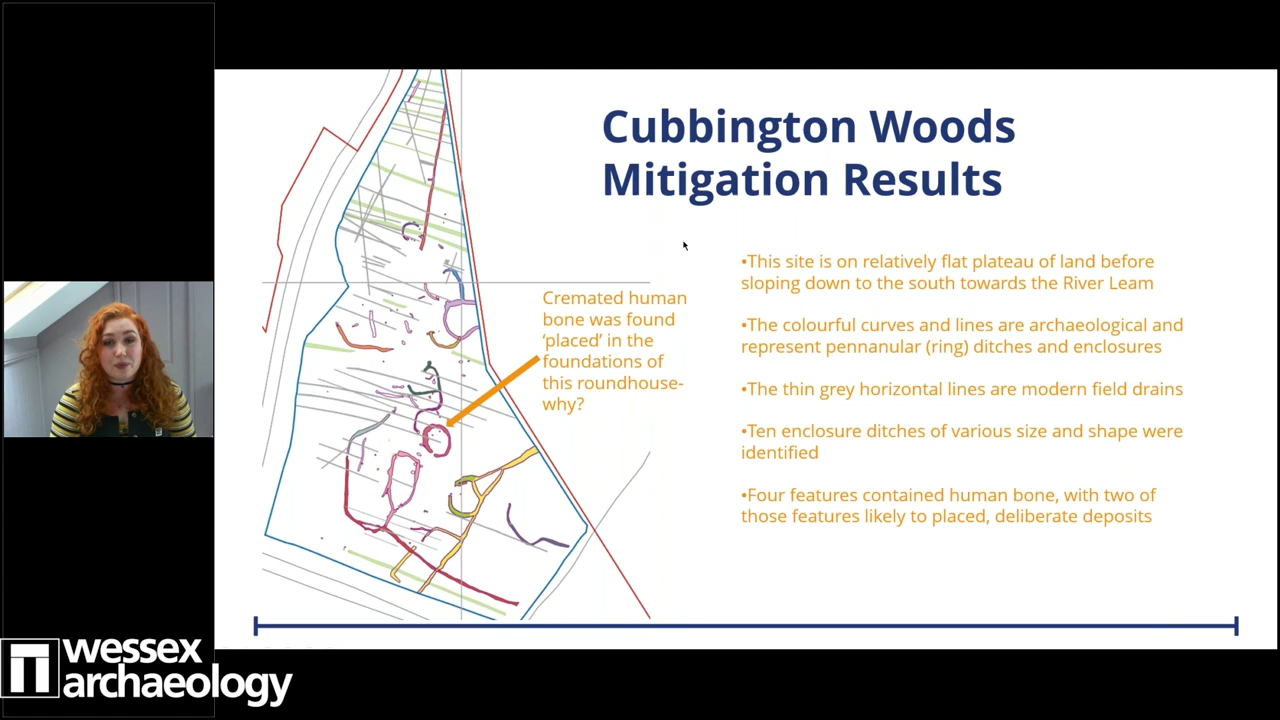 Cubbington Woods
Mitigation Results
•This site is on relatively flat plateau of land before
sloping down to the south towards the River Leam
•The colourful curves and lines are archaeological and
represent pennanular (ring) ditches and enclosures
•The thin grey horizontal lines are modern field drains
•Ten enclosure ditches of various size and shape were
identified
•Four features contained human bone, with two of
those features likely to placed, deliberate deposits
Cremated human
bone was found
‘placed’ in the
foundations of
this roundhouse-
why?
wessex
archaeology